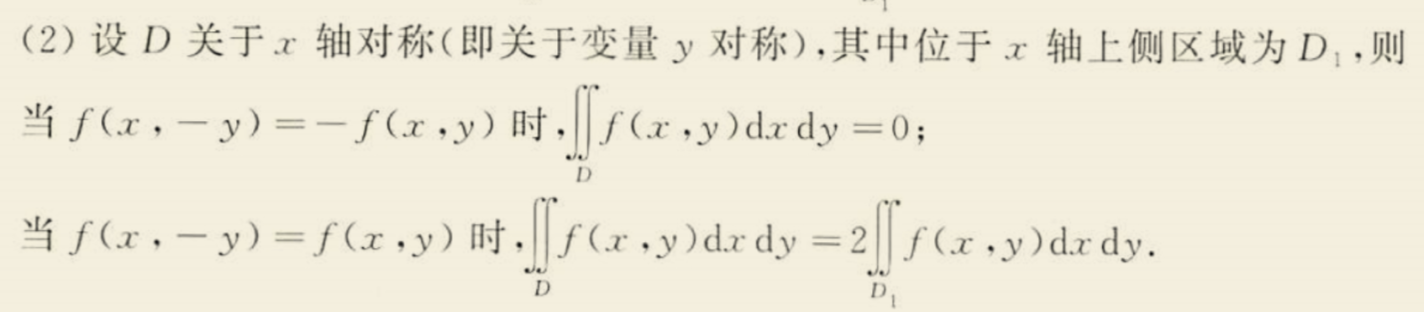 (2) 设 D 关于 x 轴对称(即关于变量 y 对称),其中位于 x 轴上侧区域为 D₁,则
当 f(x,-y)=-f(x,y) 时,∬_D f(x,y)dxdy=0;
当 f(x,-y)=f(x,y) 时,∬_D f(x,y)dxdy=2∬_{D₁} f(x,y)dxdy.